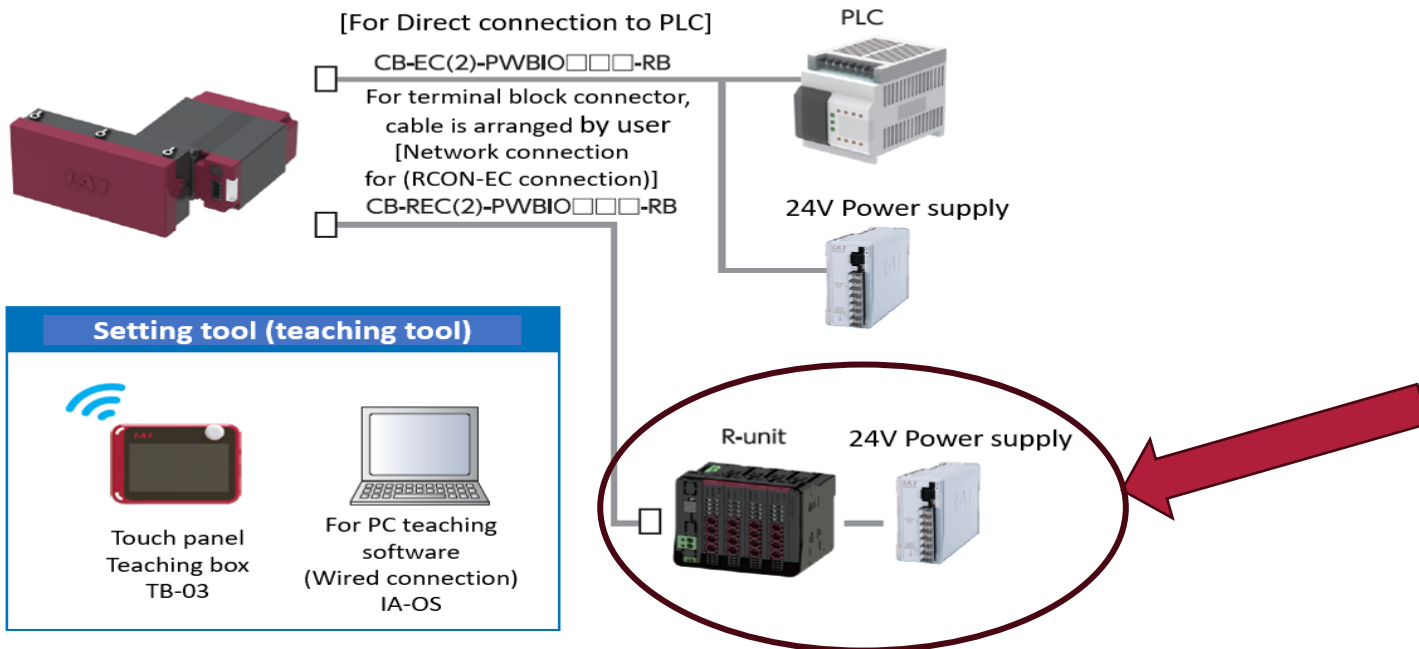 [For Direct connection to PLC]
PLC
CB-EC(2)-PWBIO□□□-RB
For terminal block connector,
cable is arranged by user
[Network connection
for (RCON-EC connection)]
CB-REC(2)-PWBIO□□□-RB
IAI
24V Power supply
Setting tool (teaching tool)
IAI
Touch panel
Teaching box
TB-03
For PC teaching
software
(Wired connection)
IA-OS
R-unit
24V Power supply